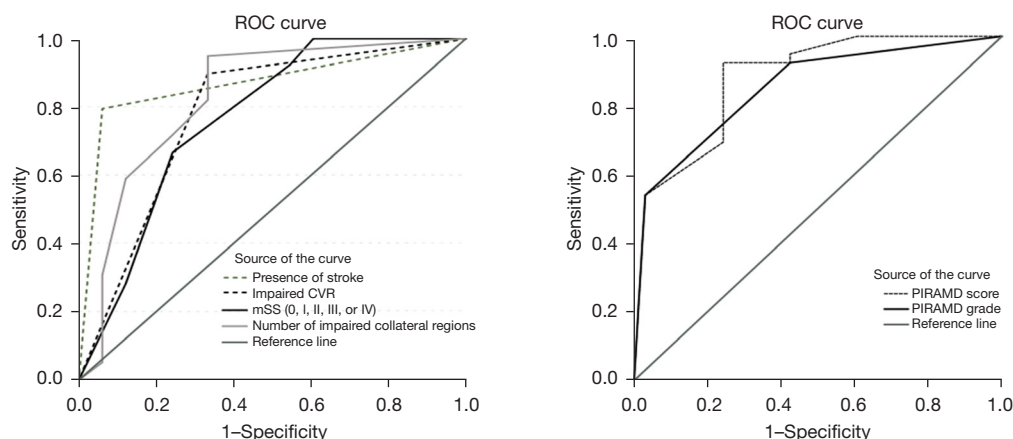 ROC curve
1.0
0.8
0.6
0.4
0.2
0.0
Sensitivity
Source of the curve
Presence of stroke
Impaired CVR
mSS (0, I, II, III, or IV)
Number of impaired collateral regions
Reference line
0.0 0.2 0.4 0.6 0.8 1.0
1–Specificity
ROC curve
1.0
0.8
0.6
0.4
0.2
0.0
Sensitivity
Source of the curve
PIRAMD score
PIRAMD grade
Reference line
0.0 0.2 0.4 0.6 0.8 1.0
1–Specificity